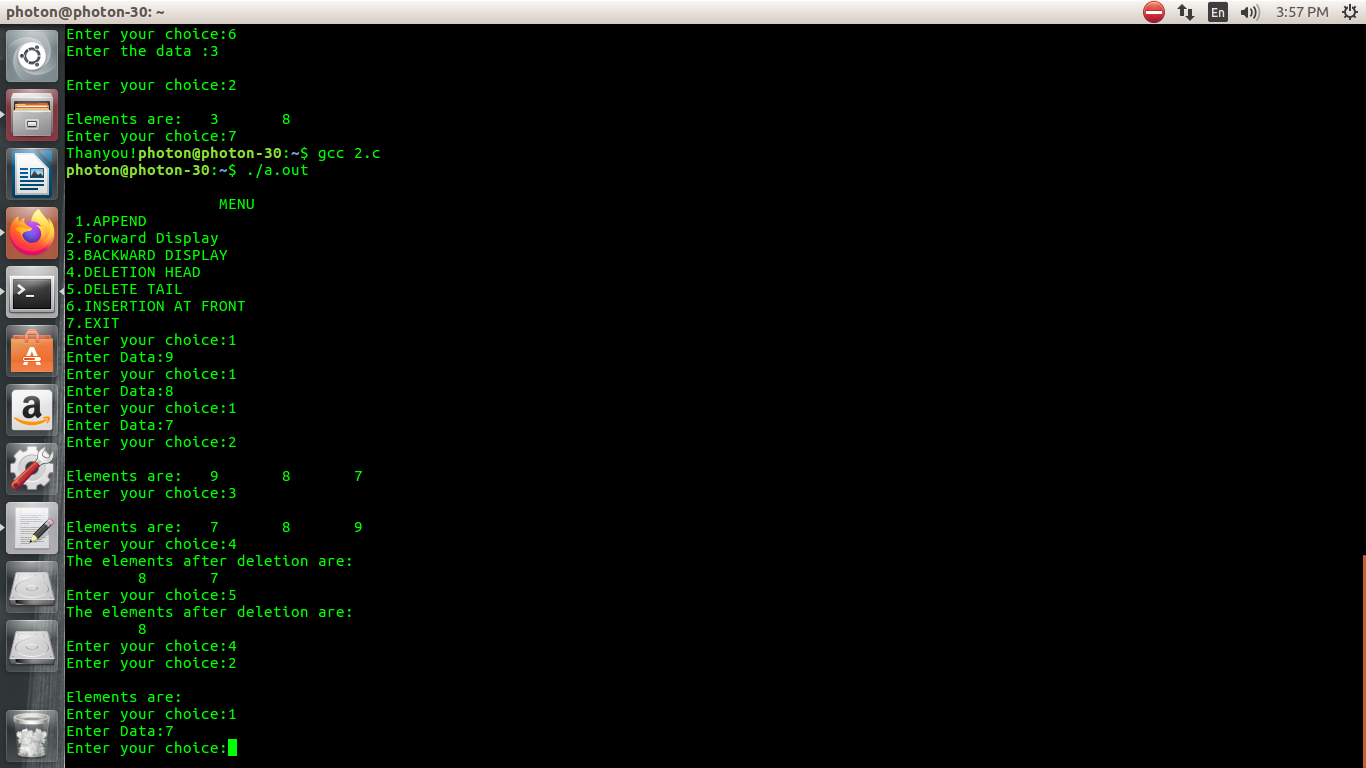 photon@photon-30: ~
En
3:57 PM
Enter your choice:6
Enter the data :3
Enter your choice:2
Elements are:   3       8
Enter your choice:7
Thanyou!photon@photon-30:~$ gcc 2.c
photon@photon-30:~$ ./a.out
MENU
1.APPEND
2.Forward Display
3.BACKWARD DISPLAY
4.DELETION HEAD
5.DELETE TAIL
6.INSERTION AT FRONT
7.EXIT
Enter your choice:1
Enter Data:9
Enter your choice:1
Enter Data:8
Enter your choice:1
Enter Data:7
Enter your choice:2
Elements are:   9       8       7
Enter your choice:3
Elements are:   7       8       9
Enter your choice:4
The elements after deletion are:
8       7
Enter your choice:5
The elements after deletion are:
8
Enter your choice:4
Enter your choice:2
Elements are:
Enter your choice:1
Enter Data:7
Enter your choice: